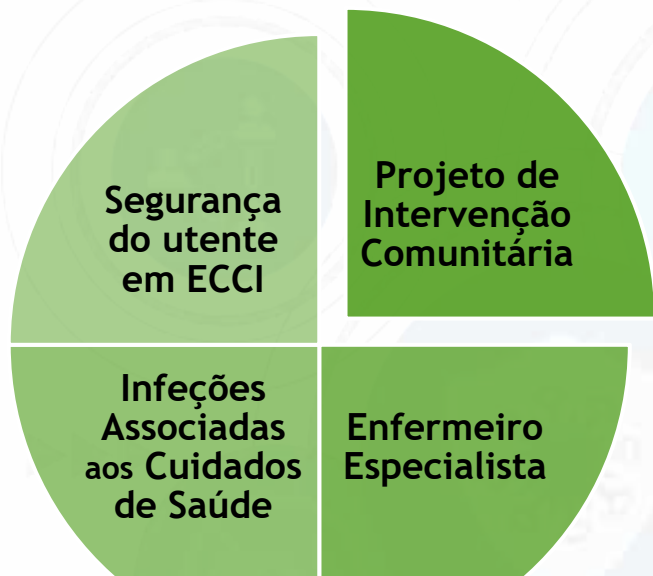 Segurança
do utente
em ECCI
Projeto de
Intervenção
Comunitária
Infeções
Associadas
aos Cuidados
de Saúde
Enfermeiro
Especialista